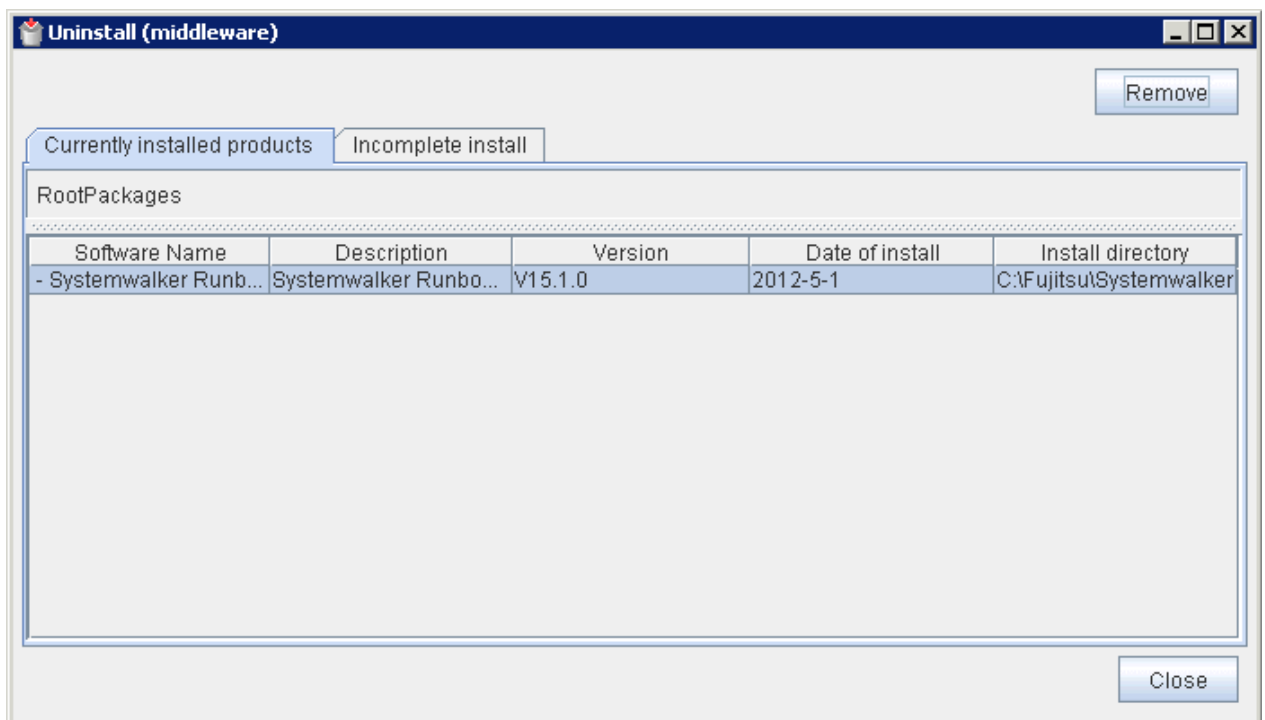 Uninstall (middleware)
Remove
Currently installed products Incomplete install
RootPackages
Software Name Description Version Date of install Install directory
- Systemwalker Runb... Systemwalker Runbo... V15.1.0 2012-5-1 C:\Fujitsu\Systemwalker
Close